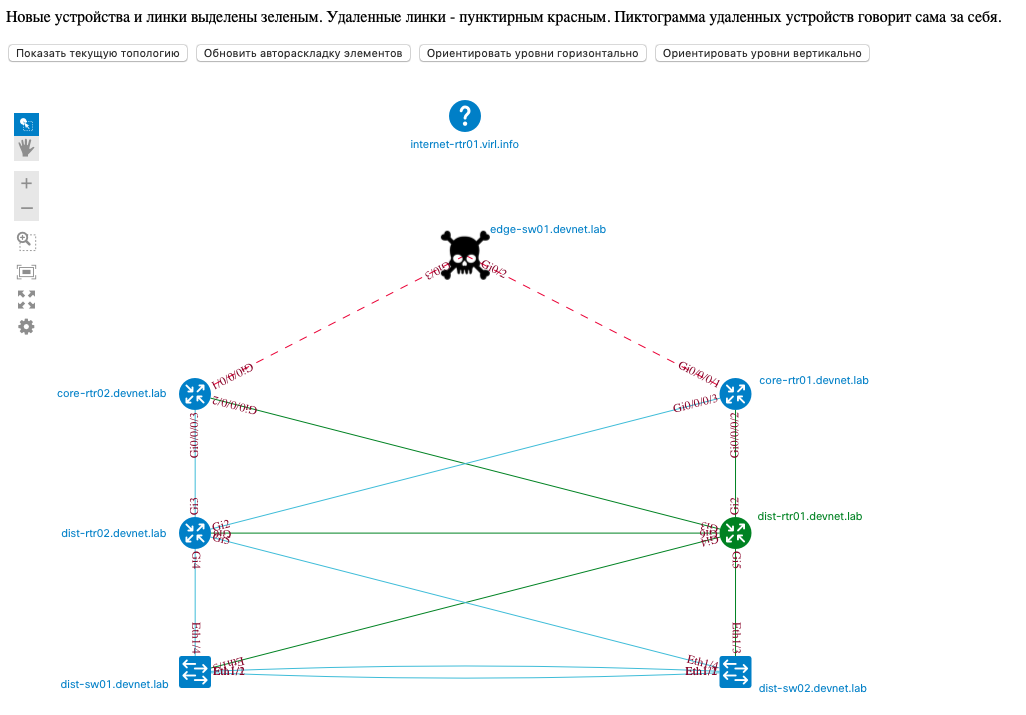 Новые устройства и линки выделены зеленым. Удаленные линки - пунктирным красным. Пиктограмма удаленных устройств говорит сама за себя.
Показать текущую топологию
Обновить автораскладку элементов
Ориентировать уровни горизонтально
Ориентировать уровни вертикально
?
internet-rtr01.virl.info
edge-sw01.devnet.lab
Gi0/3
Gi0/2
Gi0/0/0/1
Gi0/0/0/1
core-rtr02.devnet.lab
core-rtr01.devnet.lab
Gi0/0/0/2
Gi0/0/0/3
Gi0/0/0/3
Gi0/0/0/2
Gi3
Gi2
dist-rtr01.devnet.lab
Gi2
Gi3
dist-rtr02.devnet.lab
Gi6
Gi6
Gi5
Gi4
Gi4
Gi5
Eth1/4
Eth1/3
Eth1/3
Eth1/4
Eth1/2
dist-sw01.devnet.lab
dist-sw02.devnet.lab